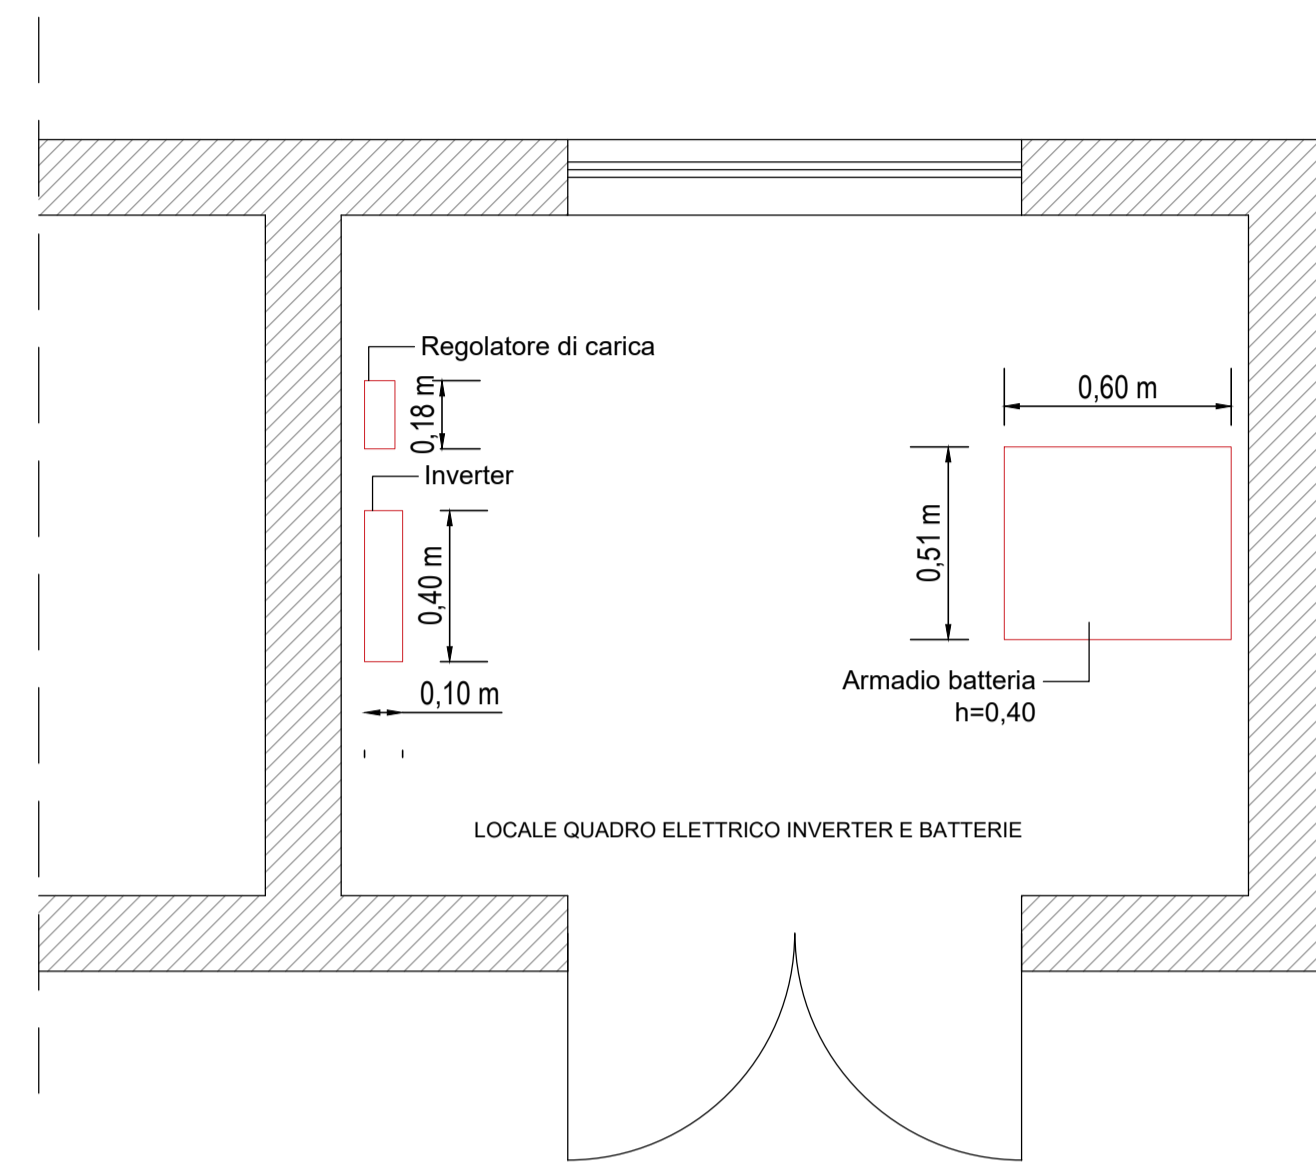 Regolatore di carica
0,18 m
Inverter
0,40 m
0,10 m
0,60 m
0,51 m
Armadio batteria
h=0,40
LOCALE QUADRO ELETTRICO INVERTER E BATTERIE